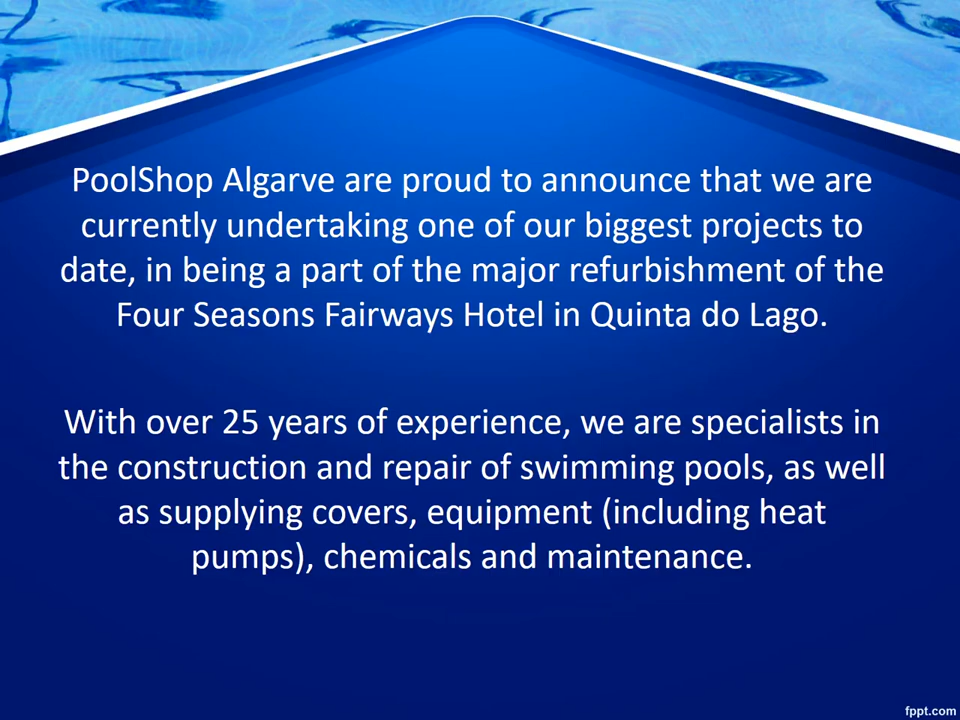 PoolShop Algarve are proud to announce that we are
currently undertaking one of our biggest projects to
date, in being a part of the major refurbishment of the
Four Seasons Fairways Hotel in Quinta do Lago.
With over 25 years of experience, we are specialists in
the construction and repair of swimming pools, as well
as supplying covers, equipment (including heat
pumps), chemicals and maintenance.
fppt.com